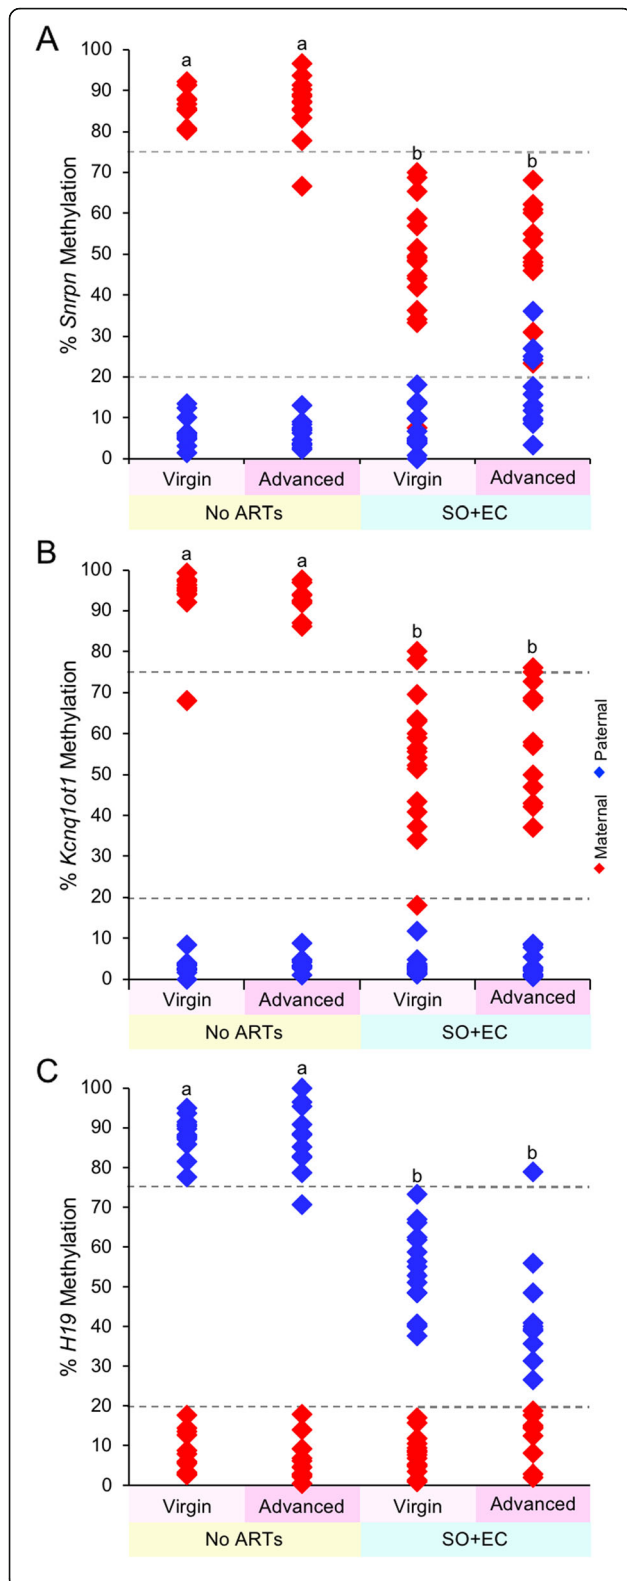 A
% Snrpn Methylation
100
90
80
70
60
50
40
30
20
10
0
a
a
b
b
Virgin
Advanced
Virgin
Advanced
No ARTs
SO+EC
B
% Kcnq1ot1 Methylation
100
90
80
70
60
50
40
30
20
10
0
a
a
b
b
Virgin
Advanced
Virgin
Advanced
No ARTs
SO+EC
Maternal
Paternal
C
% H19 Methylation
100
90
80
70
60
50
40
30
20
10
0
a
a
b
b
Virgin
Advanced
Virgin
Advanced
No ARTs
SO+EC